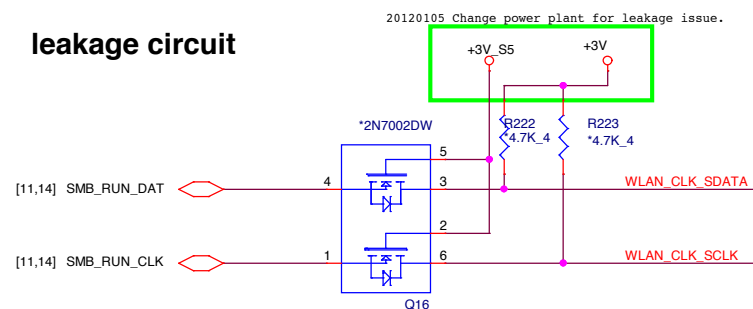 20120105 Change power plant for leakage issue.
leakage circuit
+3V_S5
+3V
*2N7002DW
R222
*4.7K_4
R223
*4.7K_4
5
[11,14] SMB_RUN_DAT
4
3
WLAN_CLK_SDATA
2
[11,14] SMB_RUN_CLK
1
6
WLAN_CLK_SCLK
Q16